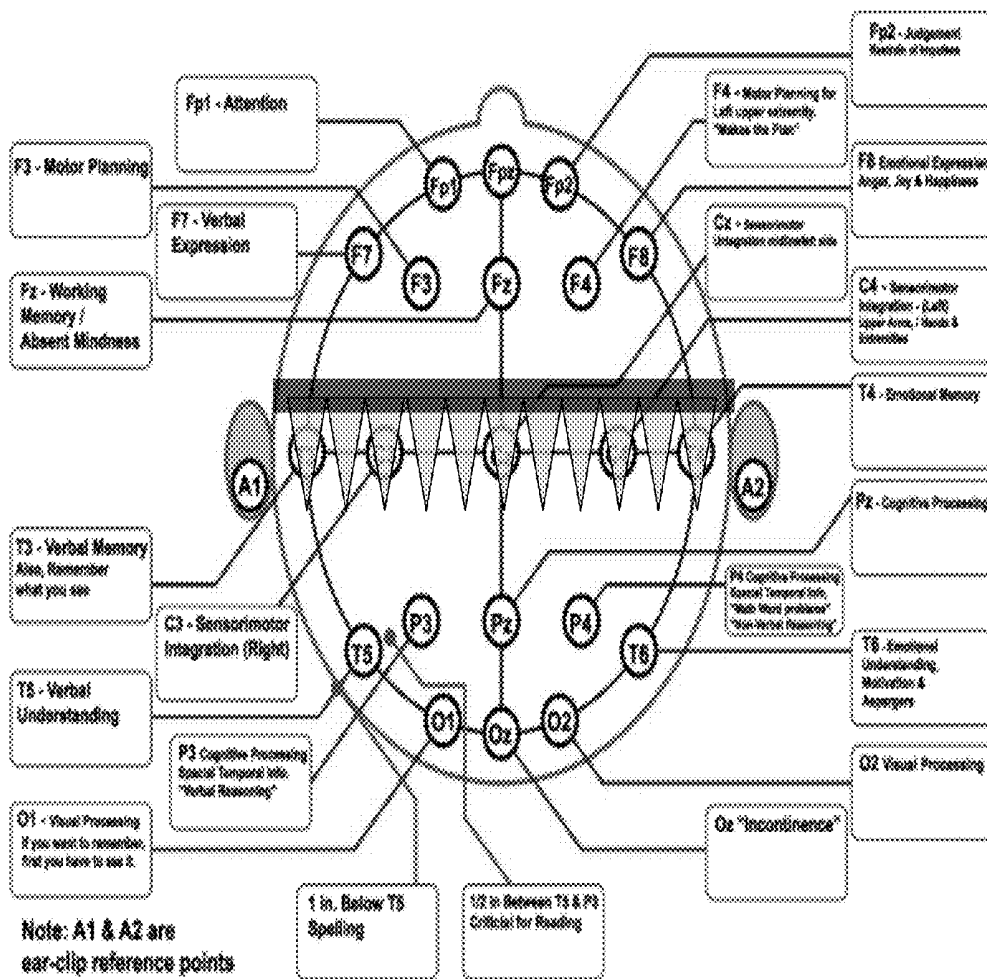 Fp2 - Judgement
Restrain of Impulses
Fp1 - Attention
F4 - Motor Planning for
Left upper extremity.
"Makes the Plan"
F3 - Motor Planning
F8 Emotional Expression
Anger, Joy & Happiness
F7 - Verbal
Expression
Cz - Sensorimotor
Integration
side
Fz - Working
Memory /
Absent Mindness
C4 - Sensorimotor
Integration - (Left)
Upper Arms, / Hands &
Extremities
Fp1
Fpz
Fp2
F7
F3
Fz
F4
F8
T4 - Emotional Memory
A1
A2
Pz - Cognitive Processing
T3 - Verbal Memory
Also, Remember
what you see
P4 Cognitive Processing
Special Temporal Info.
"Math Word problems"
"Non-Verbal Reasoning"
C3 - Sensorimotor
Integration (Right)
P3
Pz
P4
T5
T6
T6 - Emotional
Understanding,
Motivation &
Aspergers
T5 - Verbal
Understanding
O1
Oz
O2
P3 Cognitive Processing
Special Temporal Info.
"Verbal Reasoning"
O2 Visual Processing
O1 - Visual Processing
If you want to remember,
first you have to see it.
Oz "Incontinence"
1 in. Below T5
Spelling
1/2 in Between T5 & P3
Critificial for Reading
Note: A1 & A2 are
ear-clip reference points